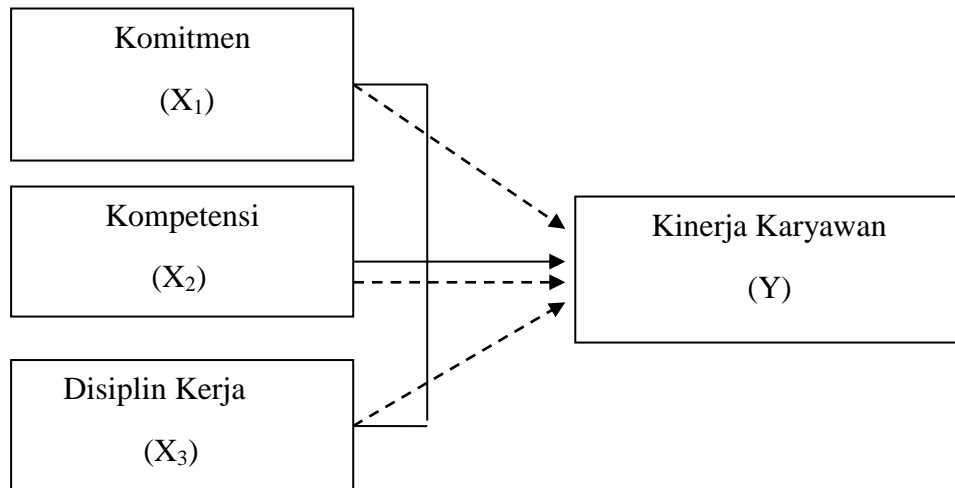 Komitmen
(X₁)
Kompetensi
(X₂)
Kinerja Karyawan
(Y)
Disiplin Kerja
(X₃)